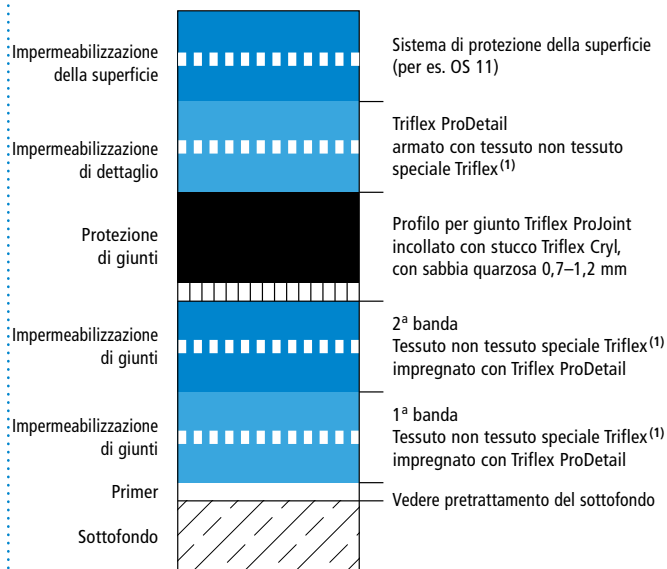 Impermeabilizzazione
della superficie
Sistema di protezione della superficie
(per es. OS 11)
Impermeabilizzazione
di dettaglio
Triflex ProDetail
armato con tessuto non tessuto
speciale Triflex(1)
Protezione
di giunti
Profilo per giunto Triflex ProJoint
incollato con stucco Triflex Cryl,
con sabbia quarzosa 0,7–1,2 mm
Impermeabilizzazione
di giunti
2ª banda
Tessuto non tessuto speciale Triflex(1)
impregnato con Triflex ProDetail
Impermeabilizzazione
di giunti
1ª banda
Tessuto non tessuto speciale Triflex(1)
impregnato con Triflex ProDetail
Primer
Vedere pretrattamento del sottofondo
Sottofondo